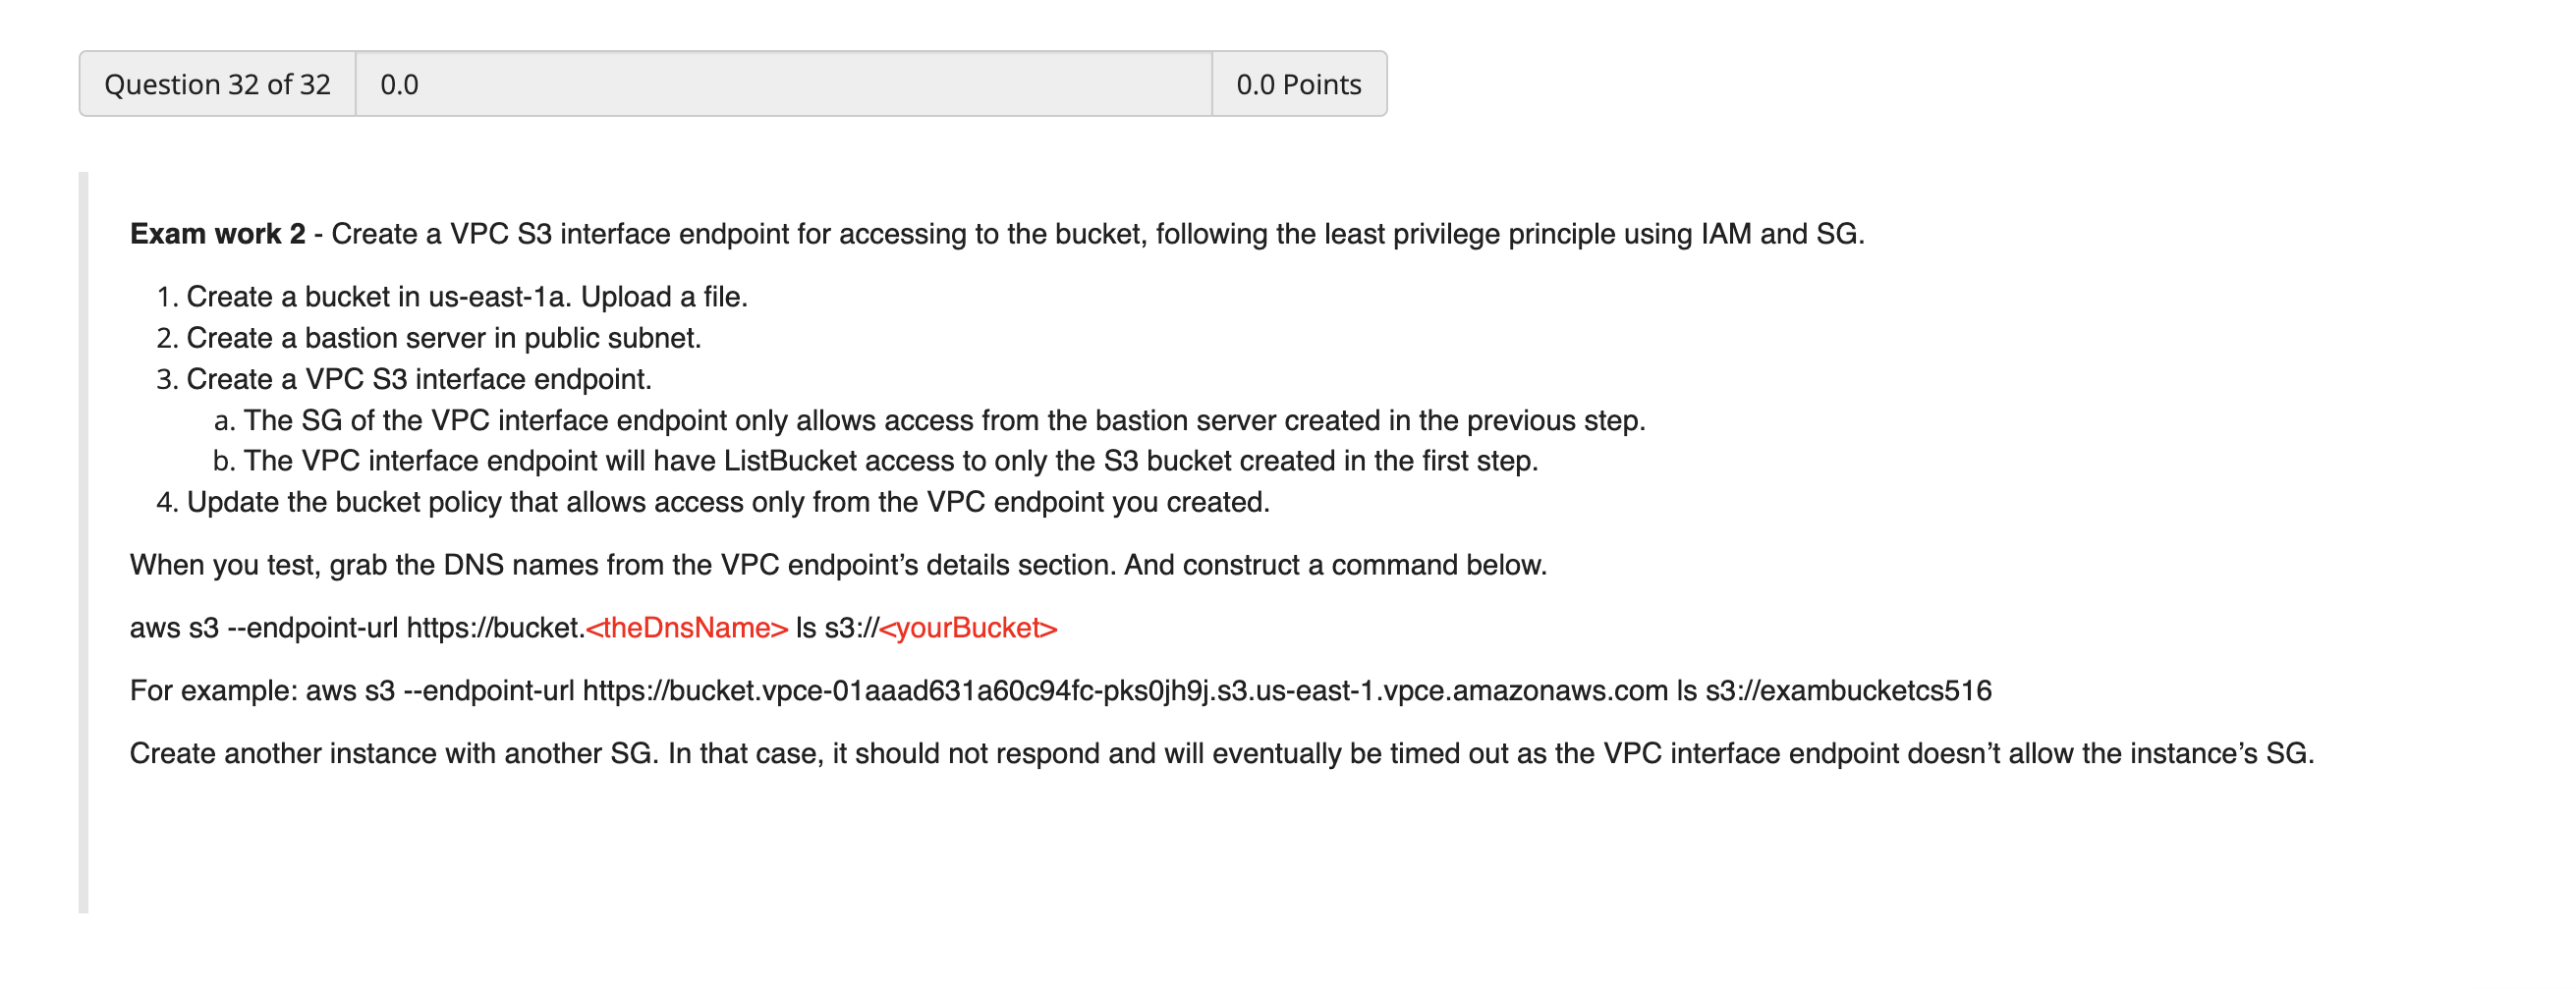 Question 32 of 32
0.0
0.0 Points
Exam work 2 - Create a VPC S3 interface endpoint for accessing to the bucket, following the least privilege principle using IAM and SG.
1. Create a bucket in us-east-1a. Upload a file.
2. Create a bastion server in public subnet.
3. Create a VPC S3 interface endpoint.
a. The SG of the VPC interface endpoint only allows access from the bastion server created in the previous step.
b. The VPC interface endpoint will have ListBucket access to only the S3 bucket created in the first step.
4. Update the bucket policy that allows access only from the VPC endpoint you created.
When you test, grab the DNS names from the VPC endpoint’s details section. And construct a command below.
aws s3 --endpoint-url https://bucket.<theDnsName> ls s3://<yourBucket>
For example: aws s3 --endpoint-url https://bucket.vpce-01aaad631a60c94fc-pks0jh9j.s3.us-east-1.vpce.amazonaws.com ls s3://exambucketcs516
Create another instance with another SG. In that case, it should not respond and will eventually be timed out as the VPC interface endpoint doesn’t allow the instance’s SG.